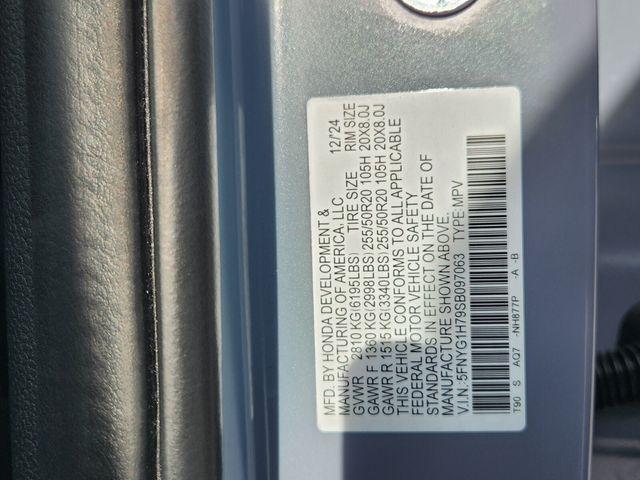 MFD. BY HONDA DEVELOPMENT &
MANUFACTURING OF AMERICA, LLC 12/'24
GVWR 2810 KG(6195LBS) TIRE SIZE RIM SIZE
GAWR F 1360 KG(2998LBS)255/50R20 105H 20X8.0J
GAWR R 1515 KG(3340LBS)255/50R20 105H 20X8.0J
THIS VEHICLE CONFORMS TO ALL APPLICABLE
FEDERAL MOTOR VEHICLE SAFETY
STANDARDS IN EFFECT ON THE DATE OF
MANUFACTURE SHOWN ABOVE.
V.I.N: 5FNYG1H79SB097063 TYPE:MPV
T90 S AQ7 -NH877P -A -B